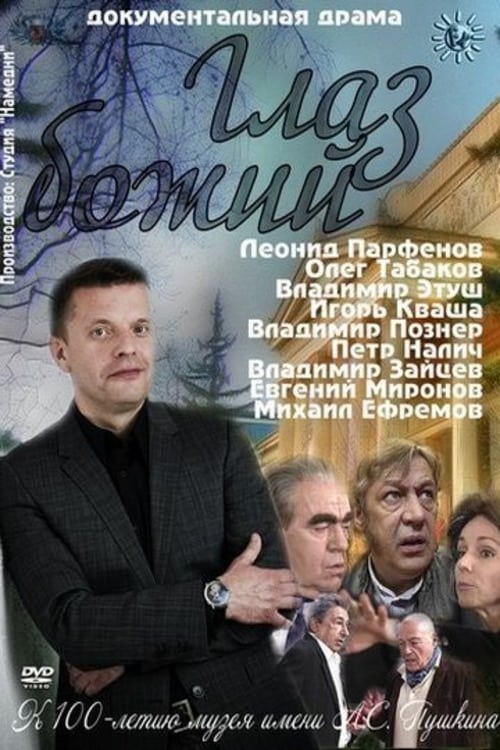 документальная драма
Глаз
божий
Производство: Студия "Намедни"
Леонид Парфенов
Олег Табаков
Владимир Этуш
Игорь Кваша
Владимир Познер
Петр Налич
Владимир Зайцев
Евгений Миронов
Михаил Ефремов
DVD
VIDEO
К 100-летию музея имени А.С. Пушкина